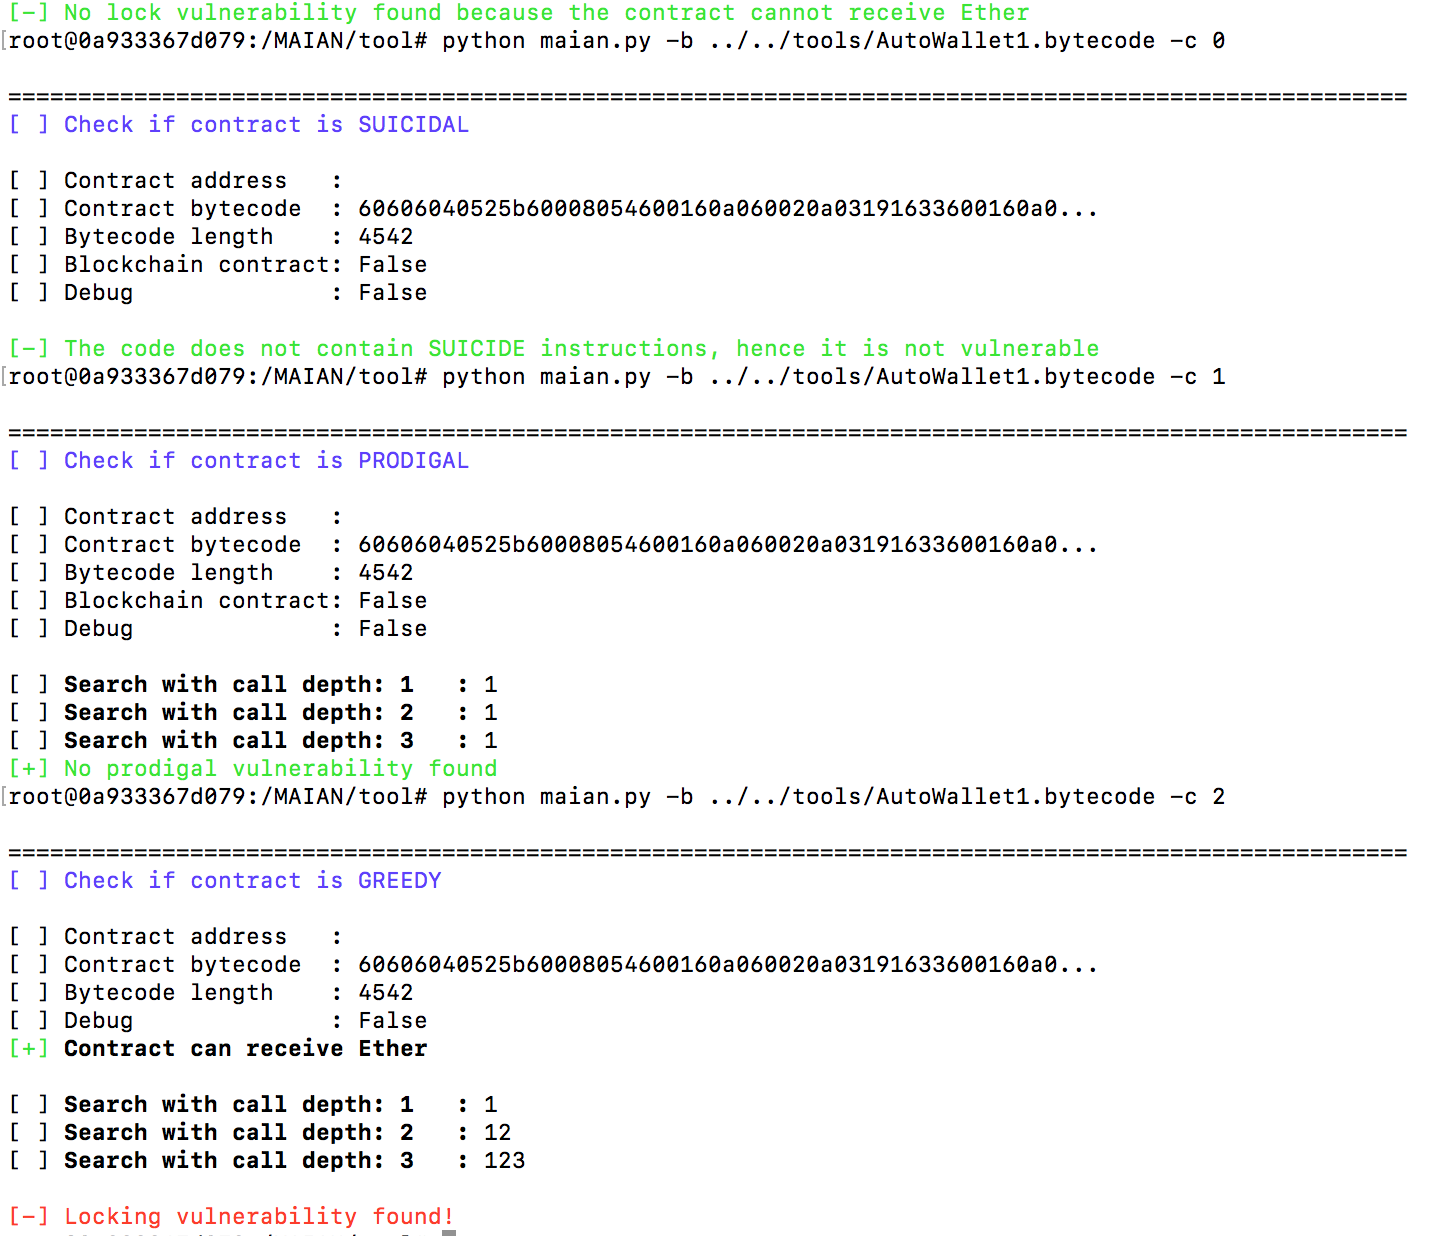 [-] No lock vulnerability found because the contract cannot receive Ether
[root@0a933367d079:/MAIAN/tool# python maian.py -b ../../tools/AutoWallet1.bytecode -c 0
====================================================================================================
[ ] Check if contract is SUICIDAL
[ ] Contract address   :
[ ] Contract bytecode  : 60606040525b60008054600160a060020a03191633600160a0...
[ ] Bytecode length    : 4542
[ ] Blockchain contract: False
[ ] Debug              : False
[-] The code does not contain SUICIDE instructions, hence it is not vulnerable
[root@0a933367d079:/MAIAN/tool# python maian.py -b ../../tools/AutoWallet1.bytecode -c 1
====================================================================================================
[ ] Check if contract is PRODIGAL
[ ] Contract address   :
[ ] Contract bytecode  : 60606040525b60008054600160a060020a03191633600160a0...
[ ] Bytecode length    : 4542
[ ] Blockchain contract: False
[ ] Debug              : False
[ ] Search with call depth: 1   : 1
[ ] Search with call depth: 2   : 1
[ ] Search with call depth: 3   : 1
[+] No prodigal vulnerability found
[root@0a933367d079:/MAIAN/tool# python maian.py -b ../../tools/AutoWallet1.bytecode -c 2
====================================================================================================
[ ] Check if contract is GREEDY
[ ] Contract address   :
[ ] Contract bytecode  : 60606040525b60008054600160a060020a03191633600160a0...
[ ] Bytecode length    : 4542
[ ] Debug              : False
[+] Contract can receive Ether
[ ] Search with call depth: 1   : 1
[ ] Search with call depth: 2   : 12
[ ] Search with call depth: 3   : 123
[-] Locking vulnerability found!